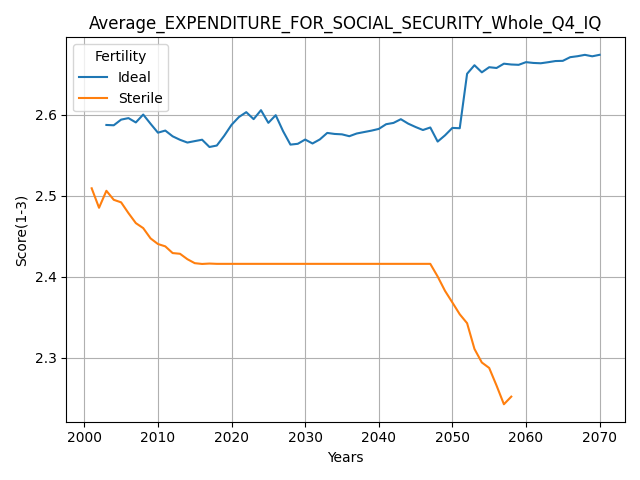 Average_EXPENDITURE_FOR_SOCIAL_SECURITY_Whole_Q4_IQ
Fertility
Ideal
Sterile
Score(1-3)
2.6
2.5
2.4
2.3
2000 2010 2020 2030 2040 2050 2060 2070
Years